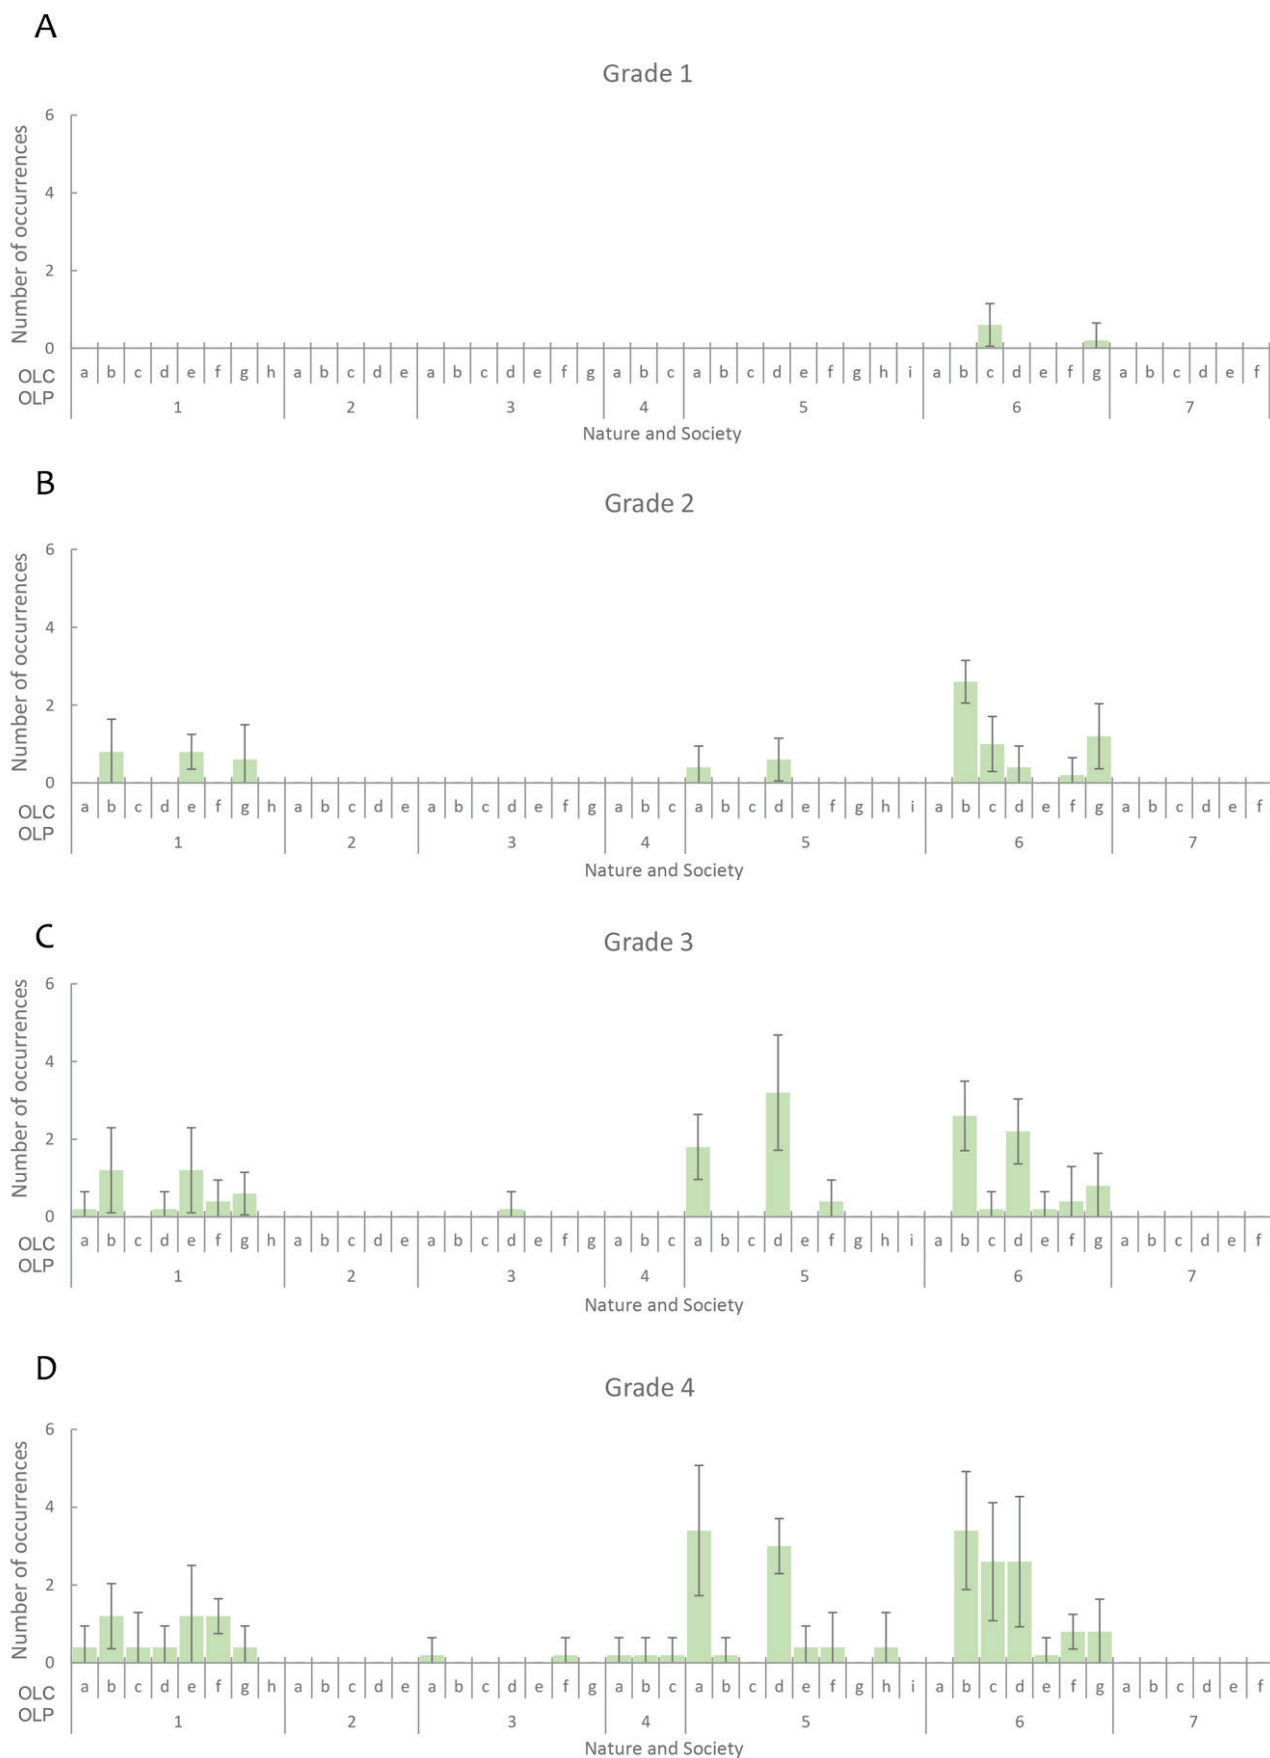 A
Grade 1
Number of occurrences
6
4
2
0
OLC a b c d e f g h a b c d e a b c d e f g a b c a b c d e f g h i a b c d e f g a b c d e f
OLP 1 2 3 4 5 6 7
Nature and Society
B
Grade 2
Number of occurrences
6
4
2
0
OLC a b c d e f g h a b c d e a b c d e f g a b c a b c d e f g h i a b c d e f g a b c d e f
OLP 1 2 3 4 5 6 7
Nature and Society
C
Grade 3
Number of occurrences
6
4
2
0
OLC a b c d e f g h a b c d e a b c d e f g a b c a b c d e f g h i a b c d e f g a b c d e f
OLP 1 2 3 4 5 6 7
Nature and Society
D
Grade 4
Number of occurrences
6
4
2
0
OLC a b c d e f g h a b c d e a b c d e f g a b c a b c d e f g h i a b c d e f g a b c d e f
OLP 1 2 3 4 5 6 7
Nature and Society